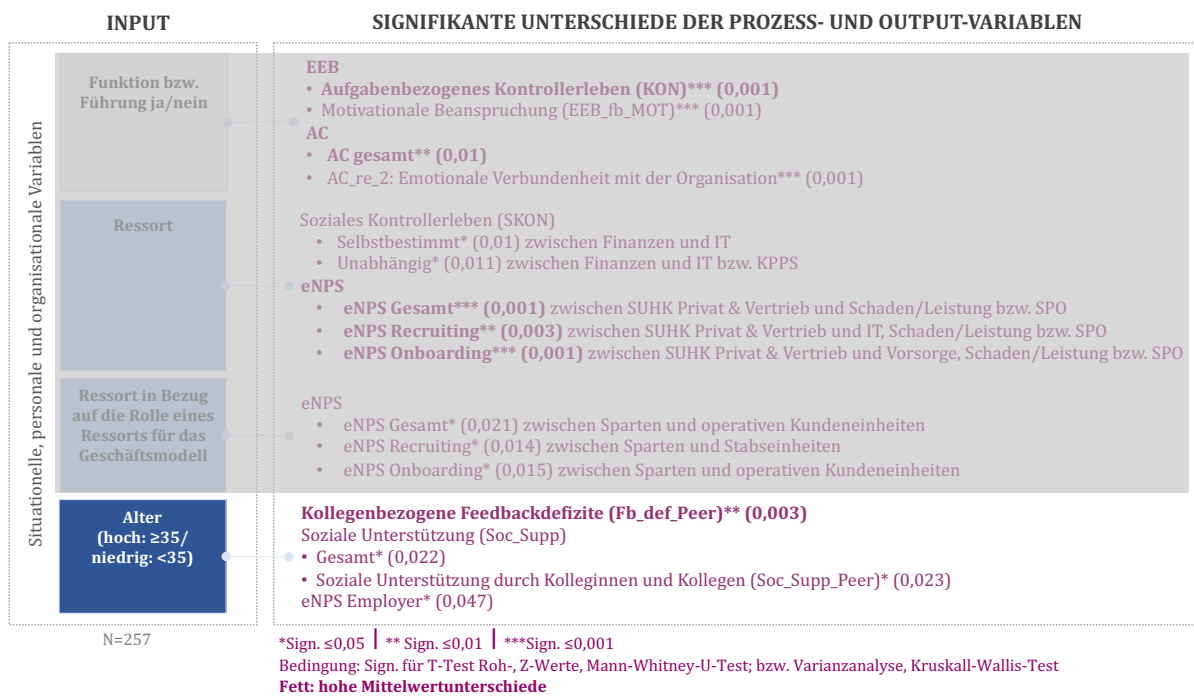 INPUT
SIGNIFIKANTE UNTERSCHIEDE DER PROZESS- UND OUTPUT-VARIABLEN
Situationelle, personale und organisationale Variablen
Funktion bzw.
Führung ja/nein
EEB
• Aufgabenbezogenes Kontrollerleben (KON)*** (0,001)
• Motivationale Beanspruchung (EEB_fb_MOT)*** (0,001)
AC
• AC gesamt** (0,01)
• AC_re_2: Emotionale Verbundenheit mit der Organisation*** (0,001)
Ressort
Soziales Kontrollerleben (SKON)
• Selbstbestimmt* (0,01) zwischen Finanzen und IT
• Unabhängig* (0,011) zwischen Finanzen und IT bzw. KPPS
eNPS
• eNPS Gesamt*** (0,001) zwischen SUHK Privat & Vertrieb und Schaden/Leistung bzw. SPO
• eNPS Recruiting** (0,003) zwischen SUHK Privat & Vertrieb und IT, Schaden/Leistung bzw. SPO
• eNPS Onboarding*** (0,001) zwischen SUHK Privat & Vertrieb und Vorsorge, Schaden/Leistung bzw. SPO
Ressort in Bezug
auf die Rolle eines
Ressorts für das
Geschäftsmodell
eNPS
• eNPS Gesamt* (0,021) zwischen Sparten und operativen Kundeneinheiten
• eNPS Recruiting* (0,014) zwischen Sparten und Stabseinheiten
• eNPS Onboarding* (0,015) zwischen Sparten und operativen Kundeneinheiten
Alter
(hoch: ≥35/
niedrig: <35)
Kollegenbezogene Feedbackdefizite (Fb_def_Peer)** (0,003)
Soziale Unterstützung (Soc_Supp)
• Gesamt* (0,022)
• Soziale Unterstützung durch Kolleginnen und Kollegen (Soc_Supp_Peer)* (0,023)
eNPS Employer* (0,047)
N=257
*Sign. ≤0,05 | ** Sign. ≤0,01 | ***Sign. ≤0,001
Bedingung: Sign. für T-Test Roh-, Z-Werte, Mann-Whitney-U-Test; bzw. Varianzanalyse, Kruskall-Wallis-Test
Fett: hohe Mittelwertunterschiede